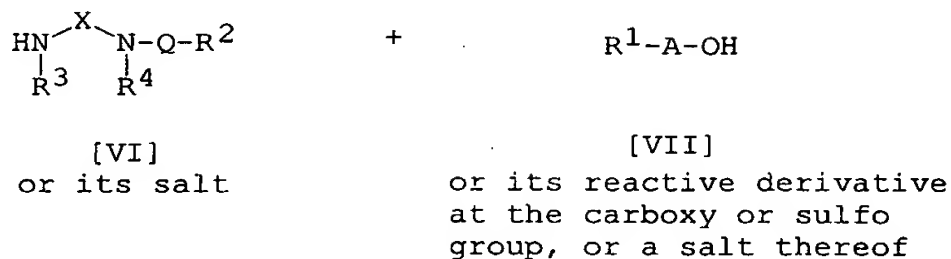 HN X N-Q-R2 + R1-A-OH
R3 R4
[VI] [VII]
or its salt or its reactive derivative
at the carboxy or sulfo
group, or a salt thereof